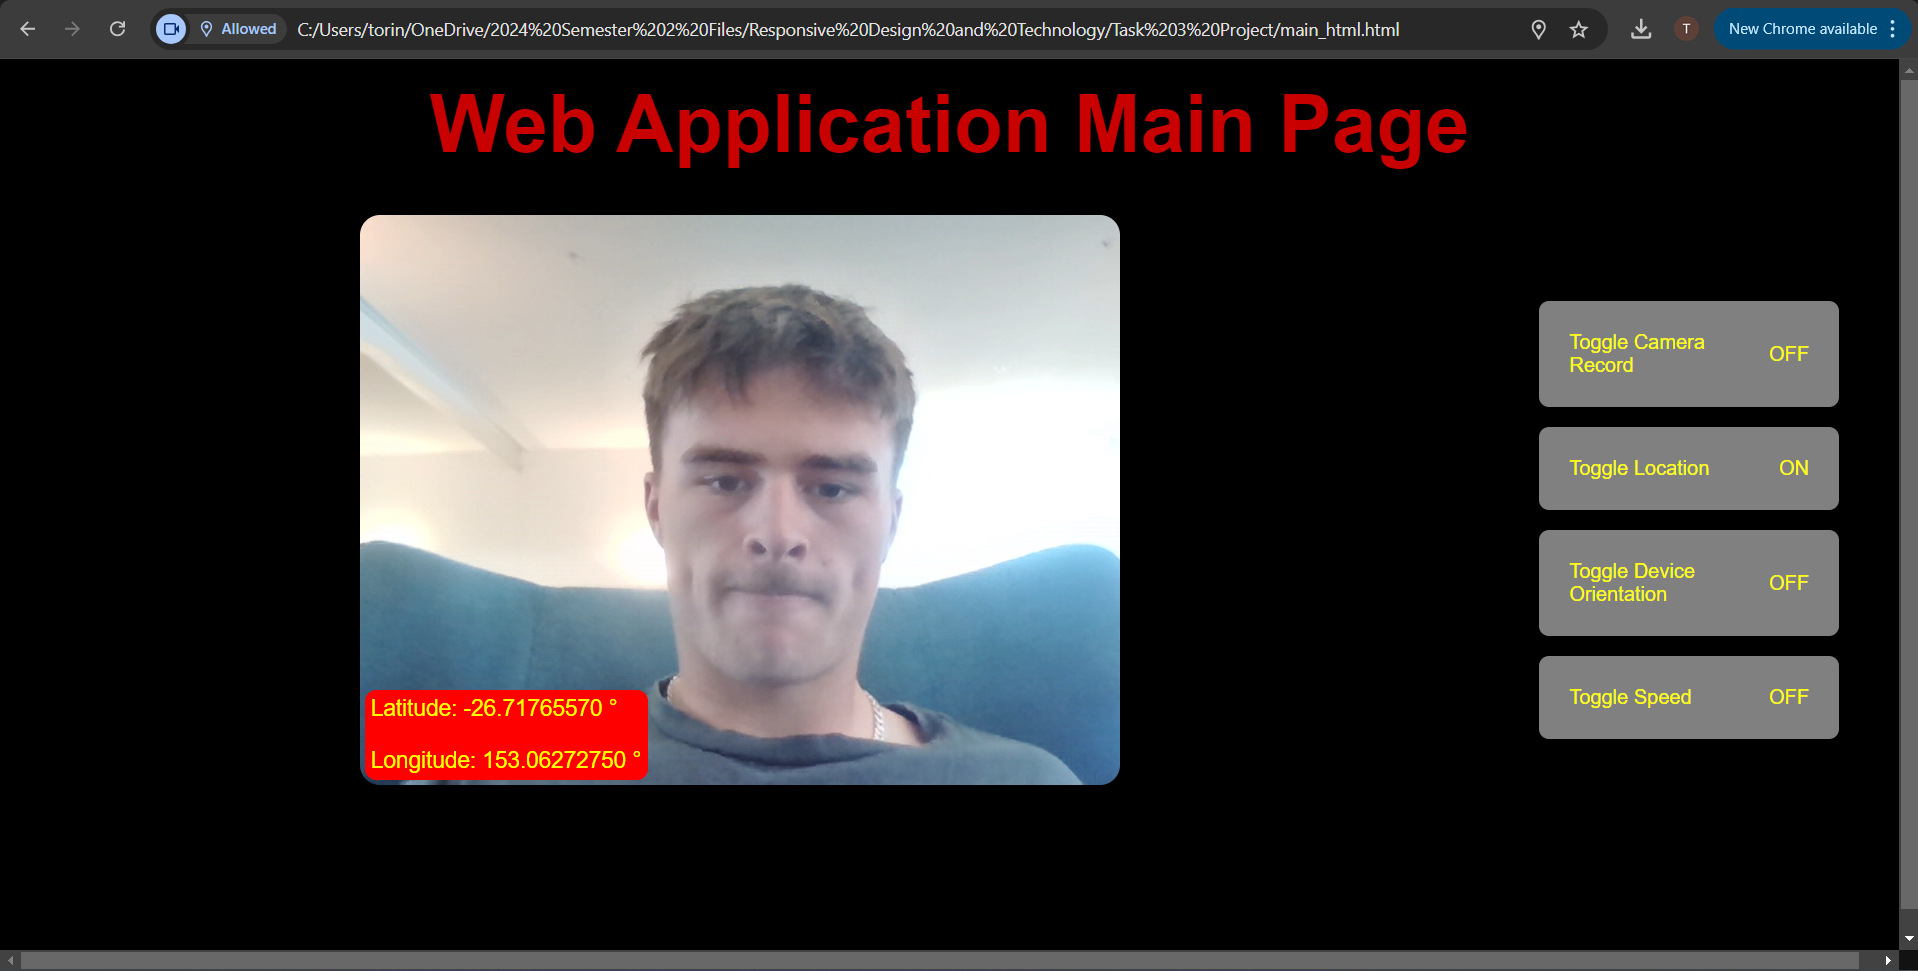 Allowed
C:/Users/torin/OneDrive/2024%20Semester%202%20Files/Responsive%20Design%20and%20Technology/Task%203%20Project/main_html.html
T
New Chrome available
Web Application Main Page
Toggle Camera
Record
OFF
Toggle Location
ON
Toggle Device
Orientation
OFF
Toggle Speed
OFF
Latitude: -26.71765570 °
Longitude: 153.06272750 °